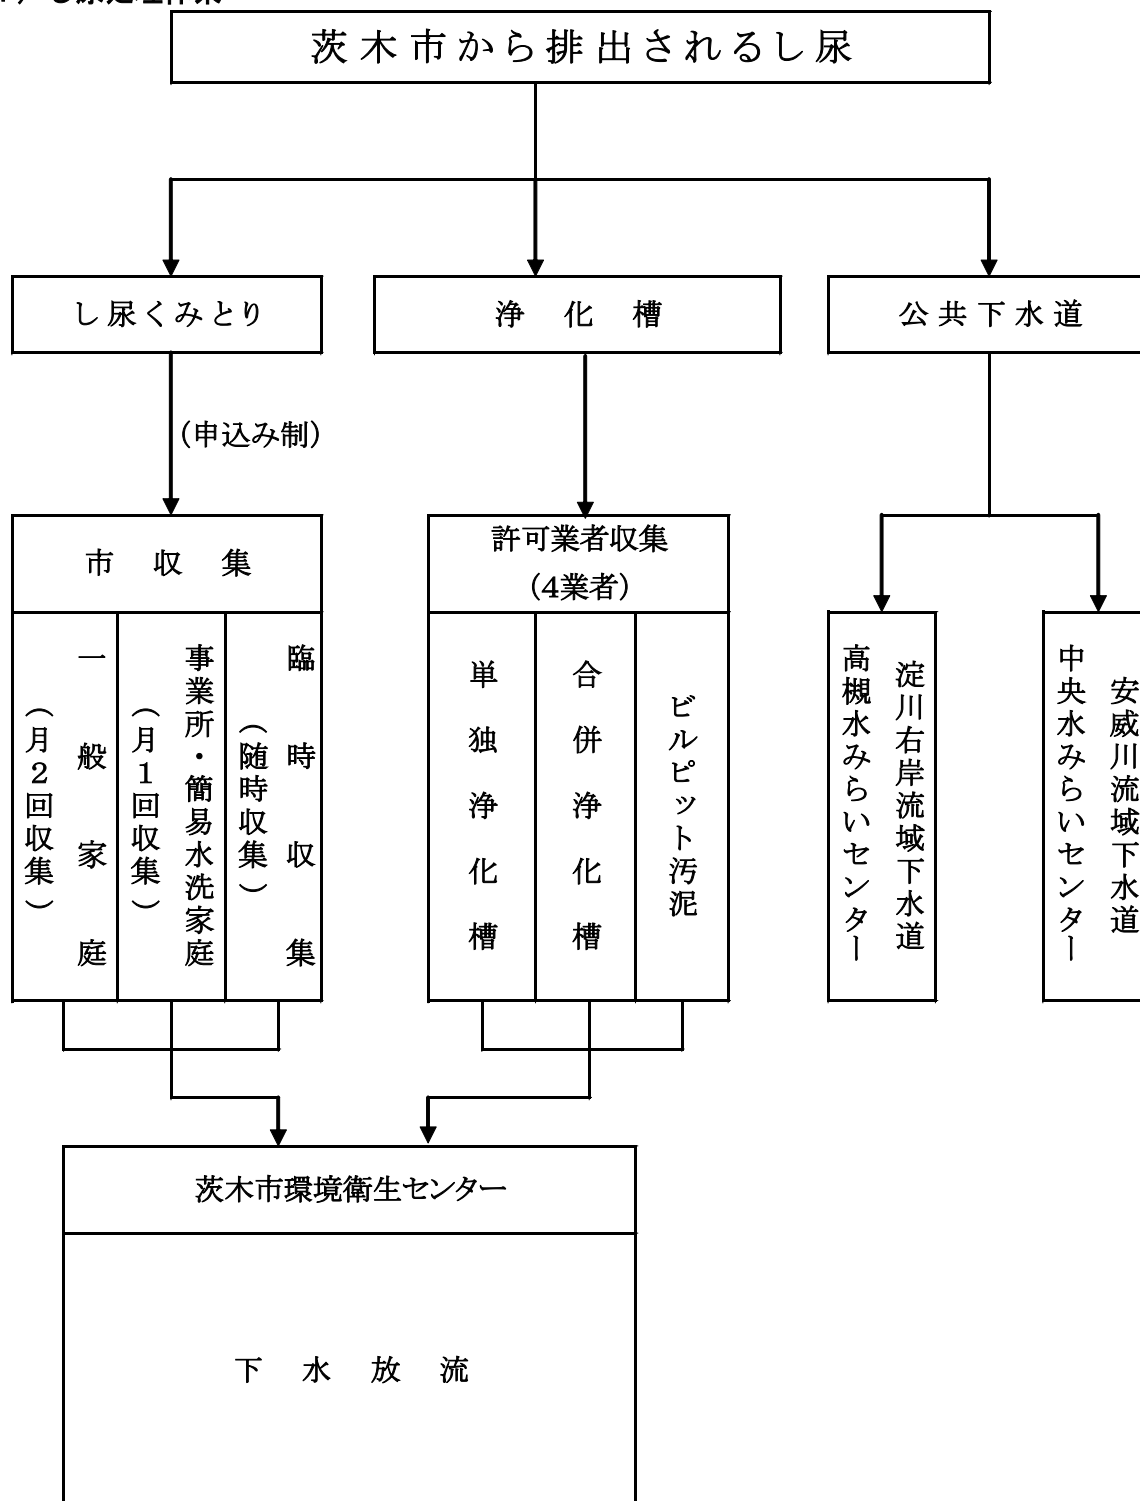 茨木市から排出されるし尿
し尿くみとり
浄化槽
公共下水道
(申込み制)
市収集
許可業者収集
(4業者)
一般家庭
(月2回収集)
事業所・簡易水洗家庭
(月1回収集)
臨時収集
(随時収集)
単独浄化槽
合併浄化槽
ビルピット汚泥
淀川右岸流域下水道
高槻水みらいセンター
安威川流域下水道
中央水みらいセンター
茨木市環境衛生センター
下水放流